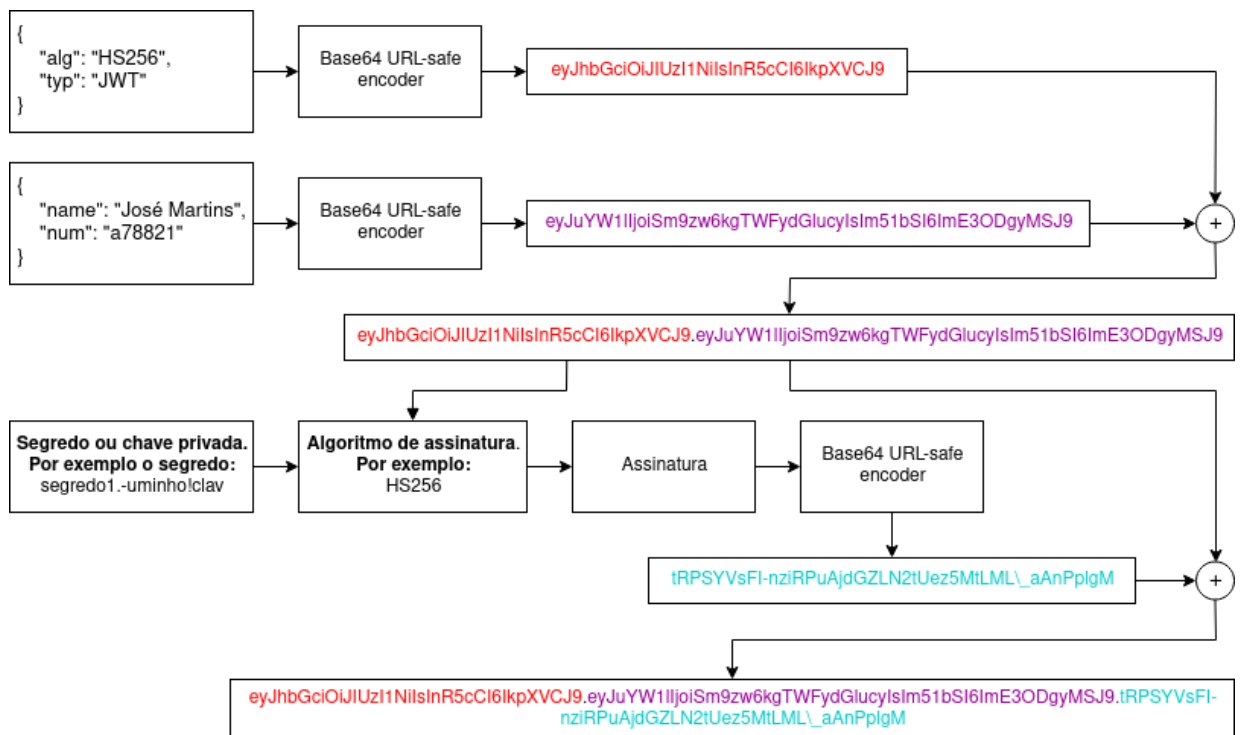 {
"alg": "HS256",
"typ": "JWT"
}
Base64 URL-safe
encoder
eyJhbGciOiJIUzI1NiIsInR5cCI6IkpXVCJ9
{
"name": "José Martins",
"num": "a78821"
}
Base64 URL-safe
encoder
eyJuYW1lIjoiSm9zw6kgTWFydGlucyIsIm51bSI6ImE3ODgyMSJ9
+
eyJhbGciOiJIUzI1NiIsInR5cCI6IkpXVCJ9.eyJuYW1lIjoiSm9zw6kgTWFydGlucyIsIm51bSI6ImE3ODgyMSJ9
Segredo ou chave privada.
Por exemplo o segredo:
segredo1.-uminho!clav
Algoritmo de assinatura.
Por exemplo:
HS256
Assinatura
Base64 URL-safe
encoder
tRPSYVsFI-nziRPuAjdGZLN2tUez5MtLML\_aAnPplgM
+
eyJhbGciOiJIUzI1NiIsInR5cCI6IkpXVCJ9.eyJuYW1lIjoiSm9zw6kgTWFydGlucyIsIm51bSI6ImE3ODgyMSJ9.tRPSYVsFI-
nziRPuAjdGZLN2tUez5MtLML\_aAnPplgM